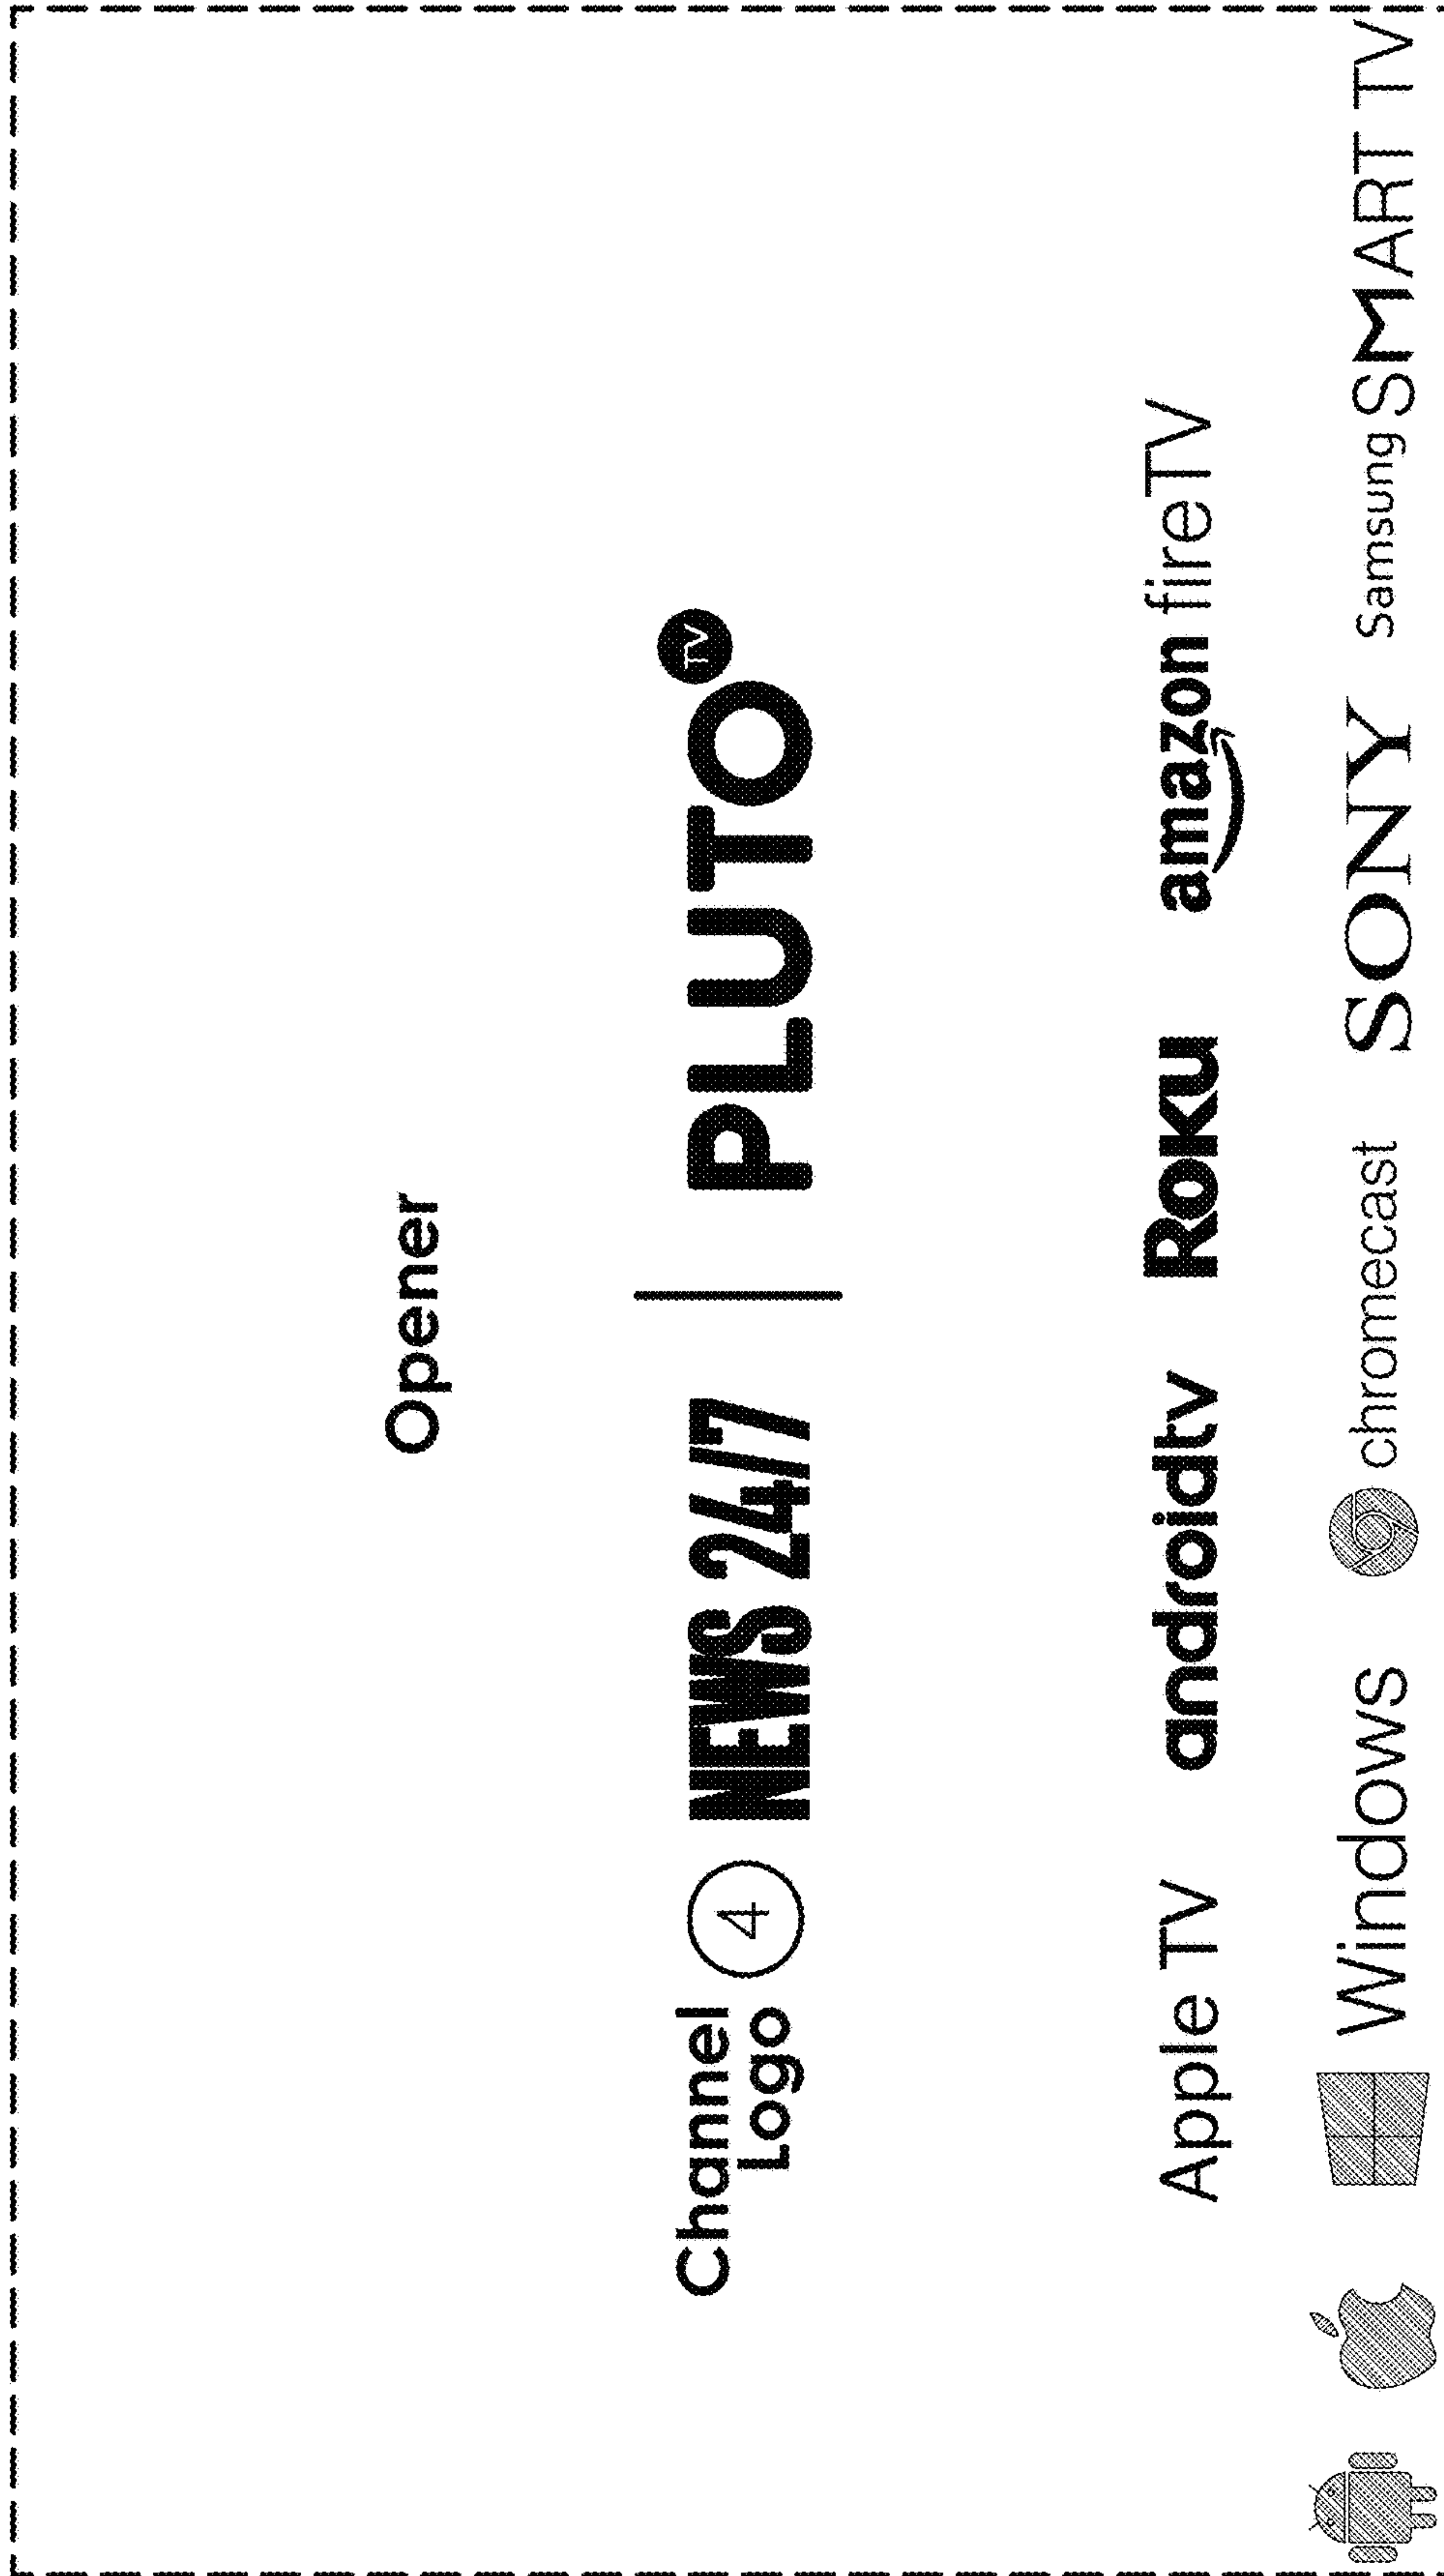 Opener
Channel
Logo
4
NEWS 24/7
PLUTO TV
Apple TV
androidtv
Roku
amazon fireTV
Windows
chromecast
SONY
Samsung SMART TV